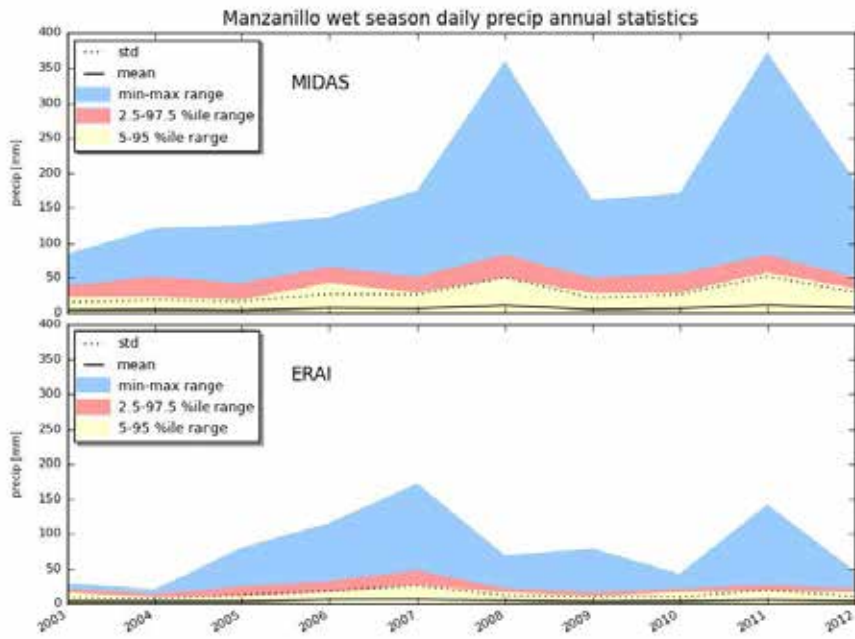 Manzanillo wet season daily precip annual statistics
400
350
300
250
200
150
100
50
0
precip [mm]
std
mean
min-max range
2.5-97.5 %ile range
5-95 %ile range
MIDAS
400
350
300
250
200
150
100
50
0
precip [mm]
std
mean
min-max range
2.5-97.5 %ile range
5-95 %ile range
ERAI
2003
2004
2005
2006
2007
2008
2009
2010
2011
2012